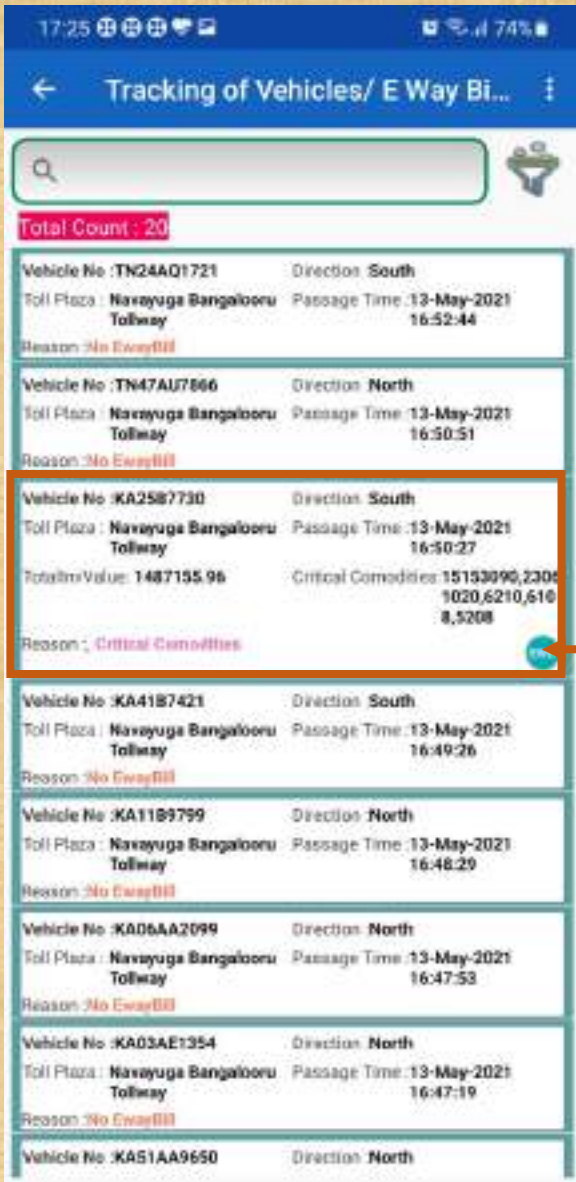 17:25 74%
Tracking of Vehicles/ E Way Bi...
Total Count : 20
Vehicle No :TN24AQ1721 Direction :South
Toll Plaza : Navayuga Bangalooru Passage Time :13-May-2021
Tollway 16:52:44
Reason :No EwayBill
Vehicle No :TN47AU7866 Direction :North
Toll Plaza : Navayuga Bangalooru Passage Time :13-May-2021
Tollway 16:50:51
Reason :No EwayBill
Vehicle No :KA25B7730 Direction :South
Toll Plaza : Navayuga Bangalooru Passage Time :13-May-2021
Tollway 16:50:27
TotalInvValue: 1487155.96 Critical Comodities :15153090,2306
1020,6210,610
8,5208
Reason :, Critical Comodities
Vehicle No :KA41B7421 Direction :South
Toll Plaza : Navayuga Bangalooru Passage Time :13-May-2021
Tollway 16:49:26
Reason :No EwayBill
Vehicle No :KA11B9799 Direction :North
Toll Plaza : Navayuga Bangalooru Passage Time :13-May-2021
Tollway 16:48:29
Reason :No EwayBill
Vehicle No :KA06AA2099 Direction :North
Toll Plaza : Navayuga Bangalooru Passage Time :13-May-2021
Tollway 16:47:53
Reason :No EwayBill
Vehicle No :KA03AE1354 Direction :North
Toll Plaza : Navayuga Bangalooru Passage Time :13-May-2021
Tollway 16:47:19
Reason :No EwayBill
Vehicle No :KA51AA9650 Direction :North